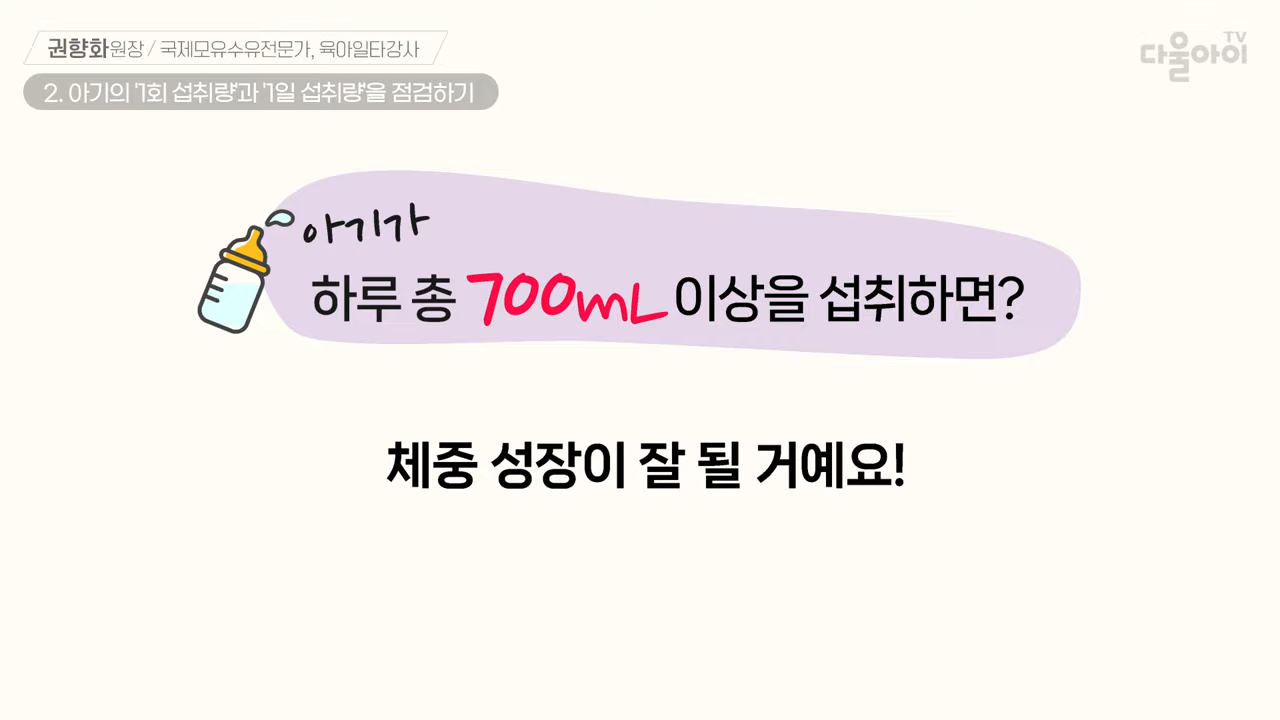 권향화원장 / 국제모유수유전문가, 육아일타강사
다울아이 TV
2. 아기의 '1회 섭취량'과 '1일 섭취량'을 점검하기
아기가
하루 총 700mL 이상을 섭취하면?
체중 성장이 잘 될 거예요!